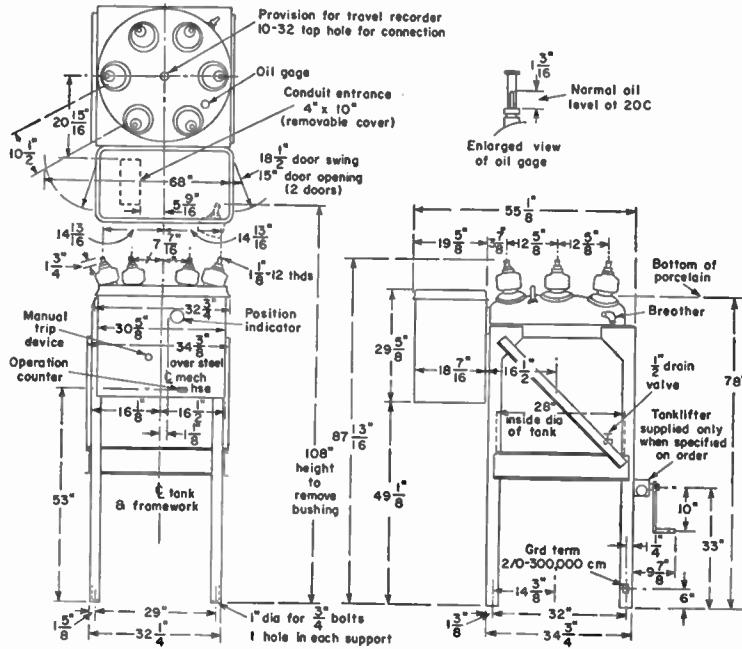 Provision for travel recorder
10-32 tap hole for connection
Oil gage
Conduit entrance
4" x 10"
(removable cover)
20 15/16
10 1/2"
18 1/2" door swing
15" door opening
(2 doors)
68"
5 9/16"
1 3/16"
Normal oil
level at 20C
Enlarged view
of oil gage
14 13/16"
7 7/16"
14 13/16"
1 3/4"
1 1/8"-12 thds
32 3/4"
30 5/8"
Position
indicator
Manual
trip
device
34 3/8"
over steel
℄ mech
hse
Operation
counter
16 1/8"
16 1/2"
1 1/8"
53"
℄ tank
& framework
108"
height
to
remove
bushing
87 13/16"
1 5/8"
29"
32 1/4"
1" dia for 3/4" bolts
1 hole in each support
55 1/8"
19 5/8"
12 5/8"
12 5/8"
Bottom of
porcelain
Breather
29 5/8"
18 7/16"
16 1/2"
1/2" drain
valve
78"
28"
inside dia
of tank
Tanklifter
supplied only
when specified
on order
49 1/8"
10"
33"
1/4"
9 7/8"
Grd term
2/0-300,000 cm
14 3/8"
6"
1 3/8"
32"
34 3/4"